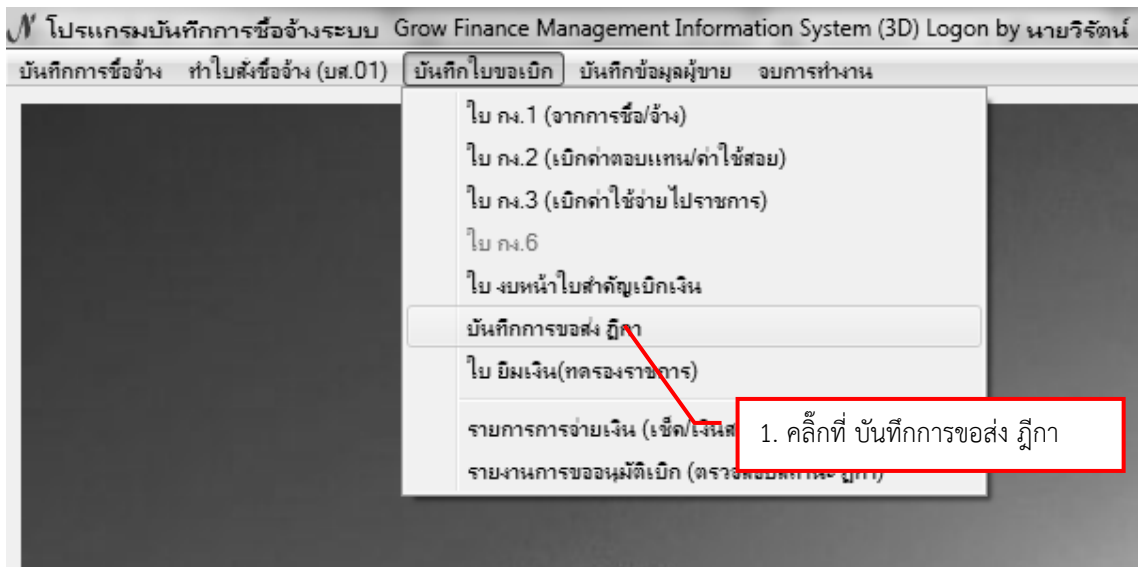 โปรแกรมบันทึกการซื้อจ้างระบบ Grow Finance Management Information System (3D) Logon by นายวิรัตน์
บันทึกการซื้อจ้าง ทำใบสั่งซื้อจ้าง (บศ.01) บันทึกใบขอเบิก บันทึกข้อมูลผู้ขาย จบการทำงาน
ใบ กง.1 (จากการซื้อ/จ้าง)
ใบ กง.2 (เบิกค่าตอบแทน/ค่าใช้สอย)
ใบ กง.3 (เบิกค่าใช้จ่ายไปราชการ)
ใบ กง.6
ใบ งบหน้าใบสำคัญเบิกเงิน
บันทึกการขอส่ง ฎีกา
ใบ ยืมเงิน(ทดรองราชการ)
รายการการจ่ายเงิน (เช็ค/เงินส
1. คลิ๊กที่ บันทึกการขอส่ง ฎีกา
รายงานการขออนุมัติเบิก (ตรวจสอบสถานะ ฎีกา)